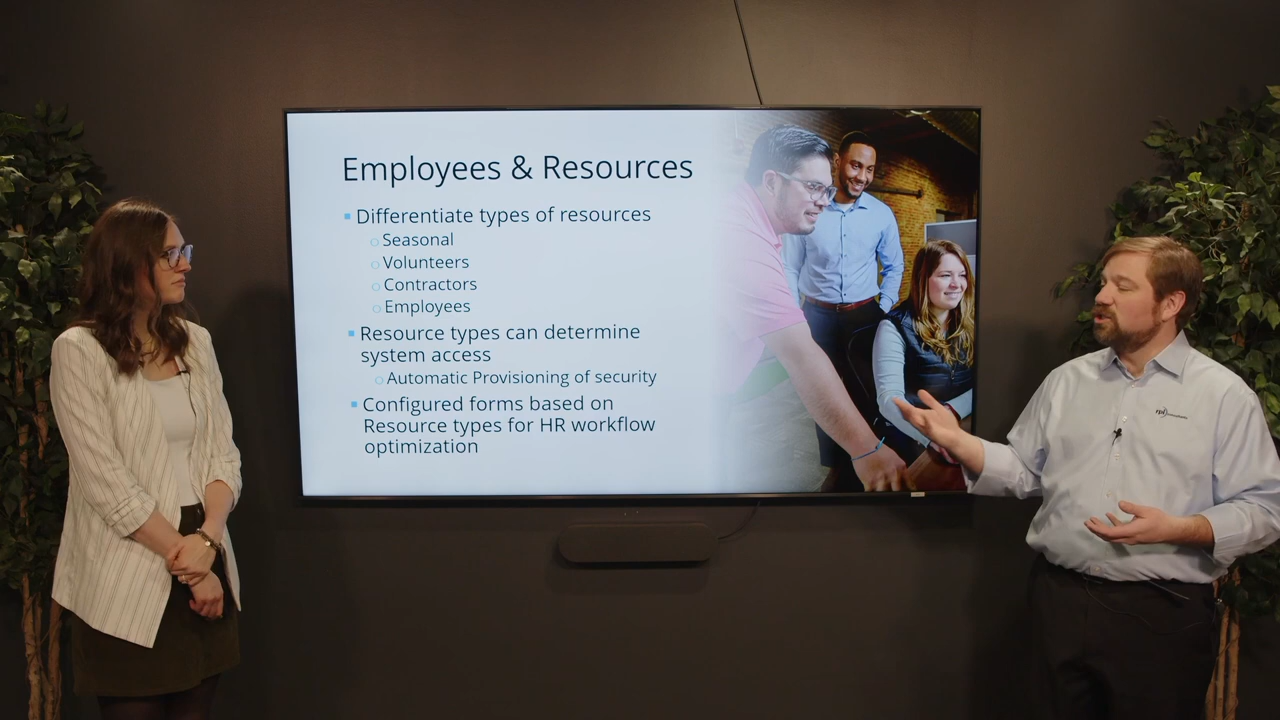 Employees & Resources
Differentiate types of resources
Seasonal
Volunteers
Contractors
Employees
Resource types can determine
system access
Automatic Provisioning of security
Configured forms based on
Resource types for HR workflow
optimization
rpi